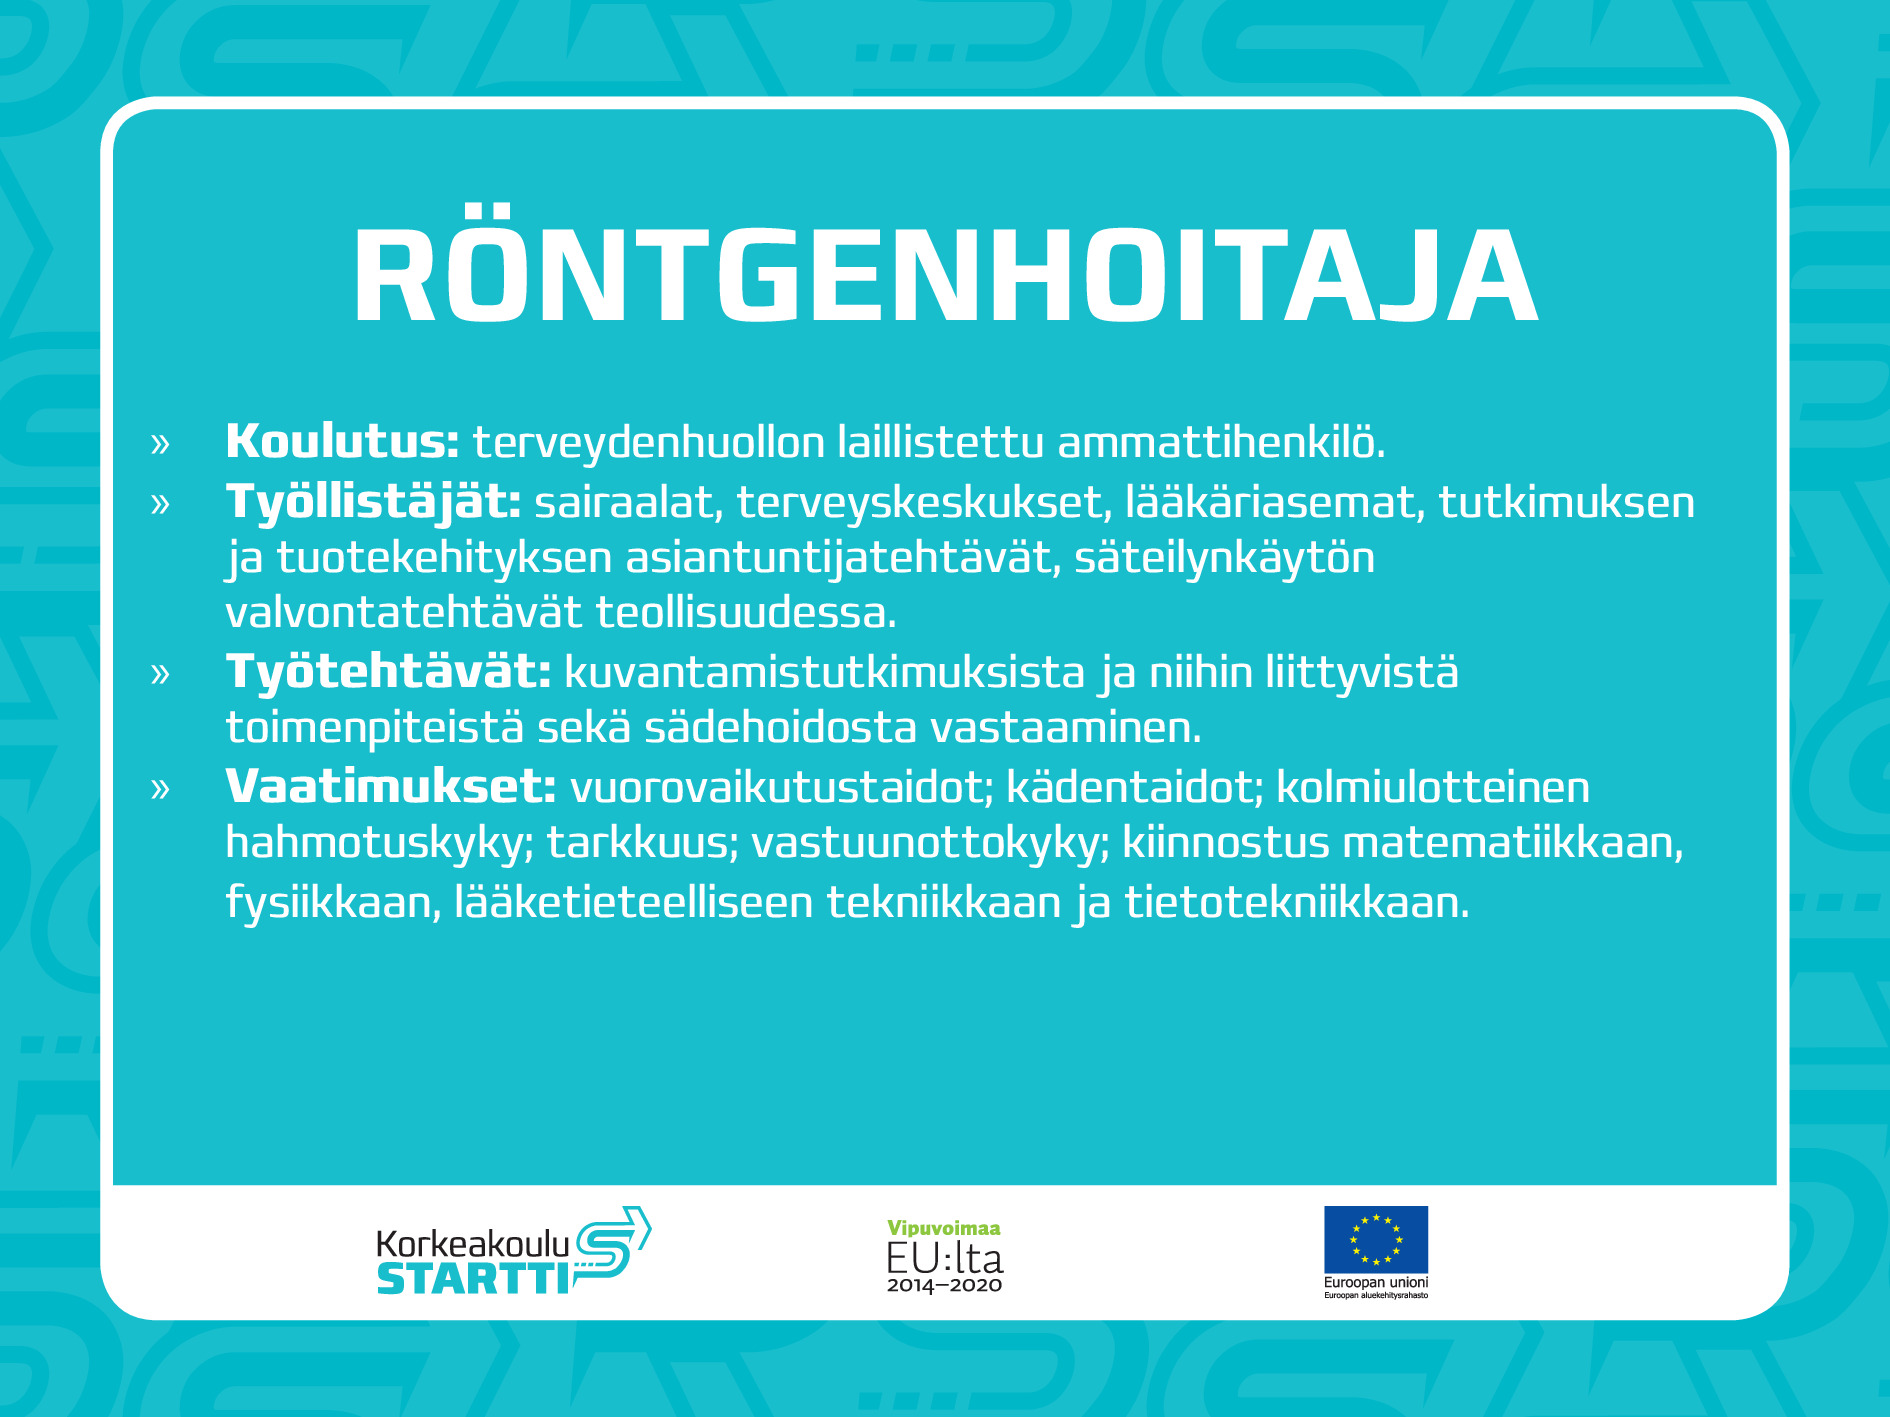 RÖNTGENHOITAJA
» Koulutus: terveydenhuollon laillistettu ammattihenkilö.
» Työllistäjät: sairaalat, terveyskeskukset, lääkäriasemat, tutkimuksen
ja tuotekehityksen asiantuntijatehtävät, säteilynkäytön
valvontatehtävät teollisuudessa.
» Työtehtävät: kuvantamistutkimuksista ja niihin liittyvistä
toimenpiteistä sekä sädehoidosta vastaaminen.
» Vaatimukset: vuorovaikutustaidot; kädentaidot; kolmiulotteinen
hahmotuskyky; tarkkuus; vastuunottokyky; kiinnostus matematiikkaan,
fysiikkaan, lääketieteelliseen tekniikkaan ja tietotekniikkaan.
Korkeakoulu
STARTTI
Vipuvoimaa
EU:lta
2014–2020
Euroopan unioni
Euroopan aluekehitysrahasto